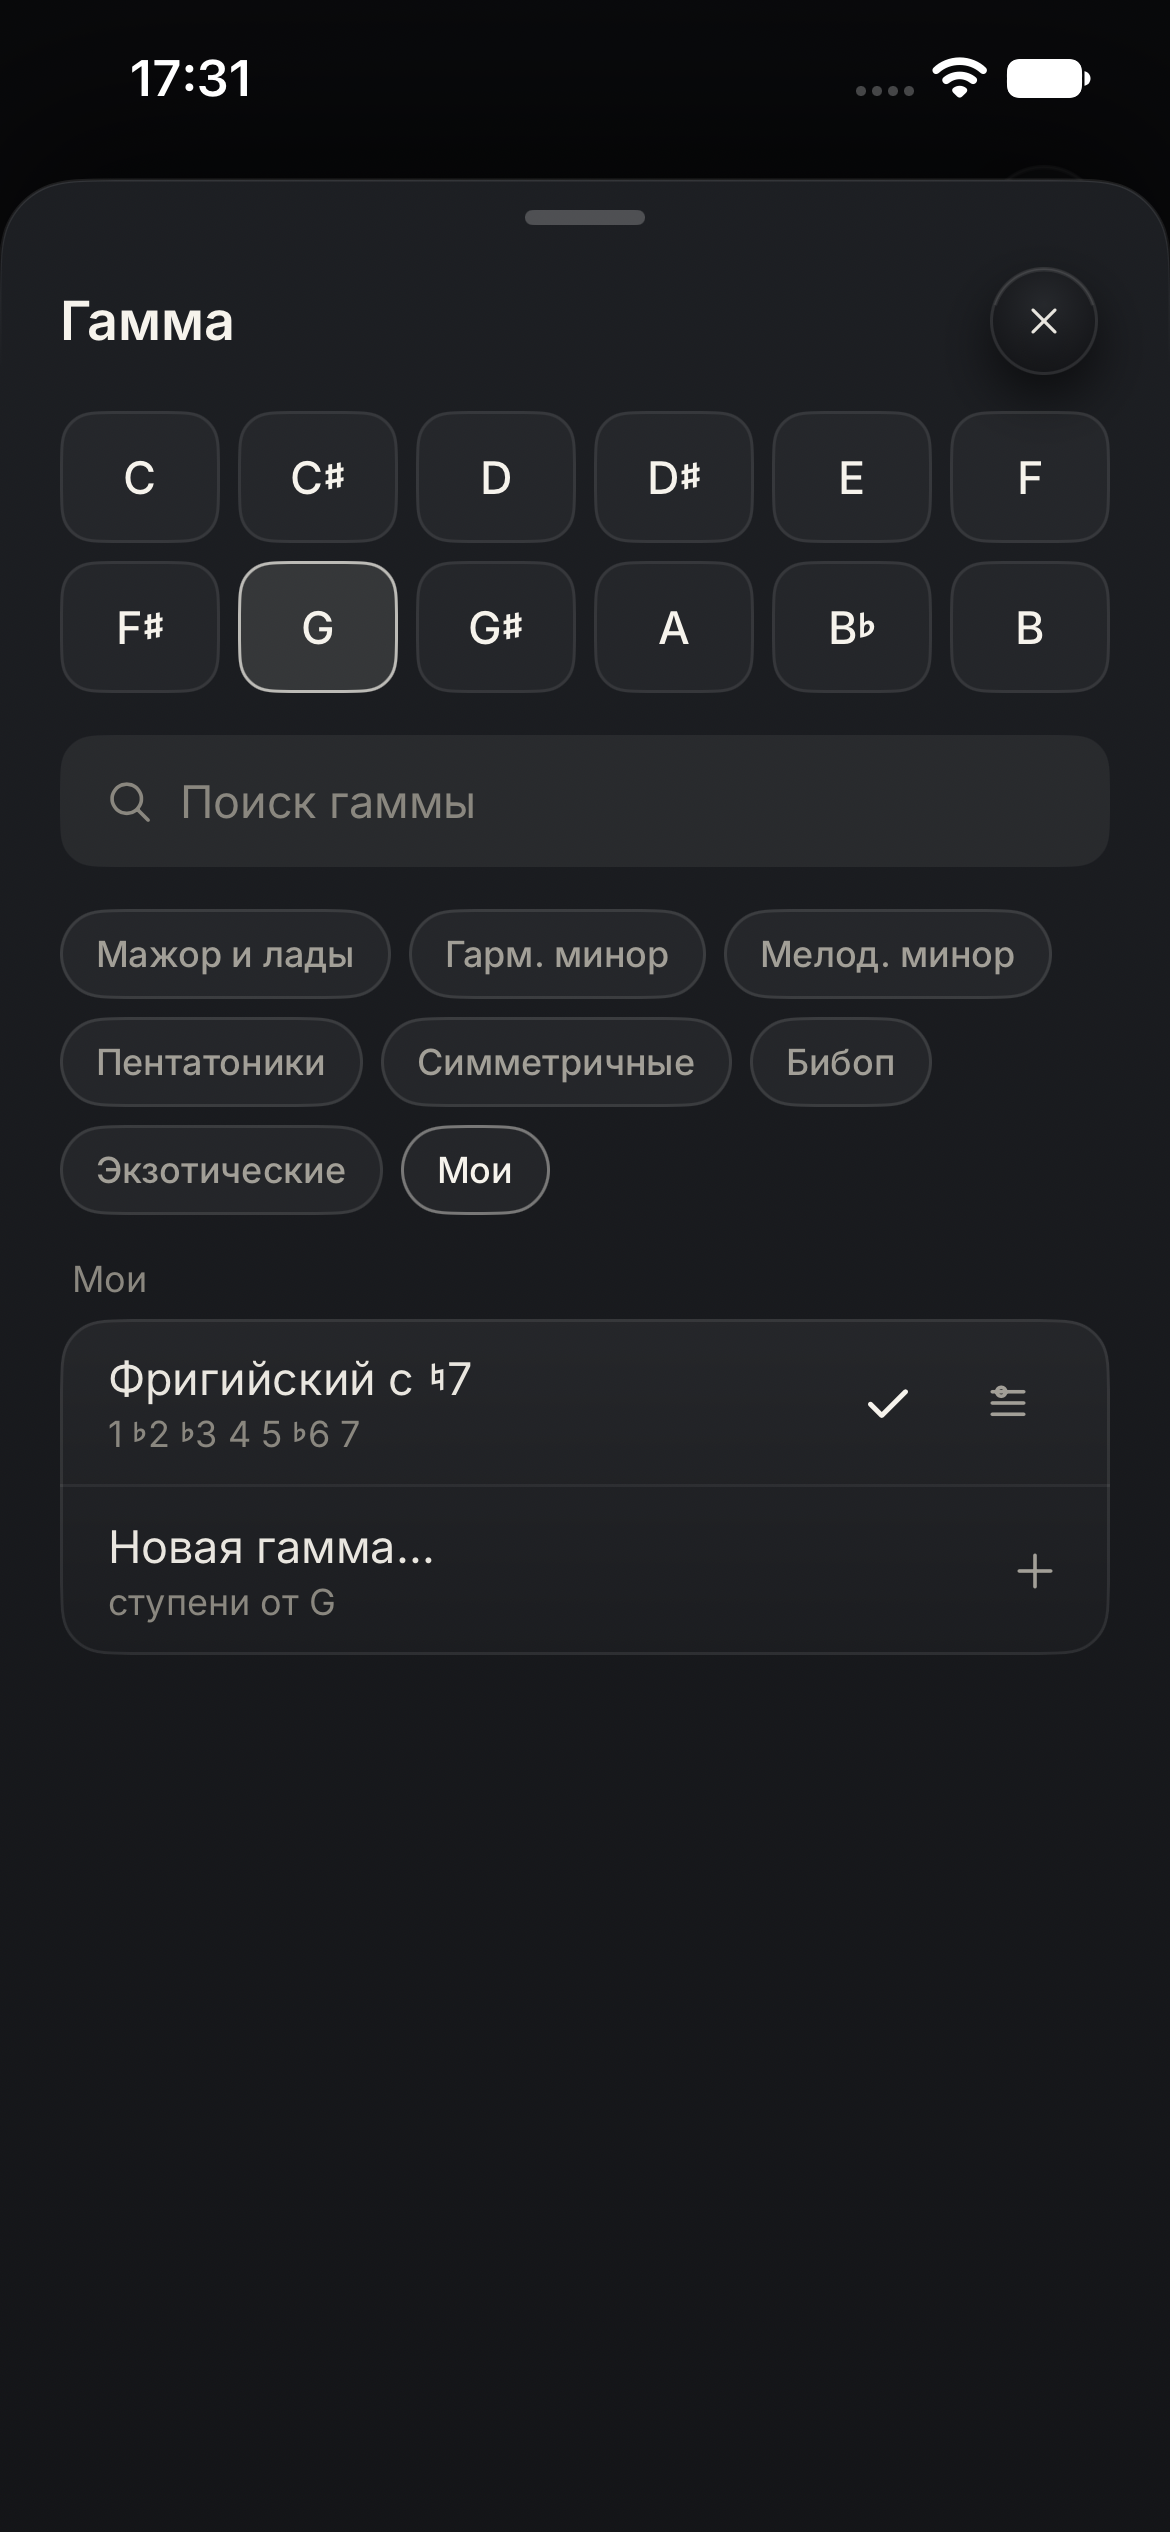 17:31
Гамма
C C♯ D D♯ E F
F♯ G G♯ A B♭ B
Поиск гаммы
Мажор и лады Гарм. минор Мелод. минор
Пентатоники Симметричные Бибоп
Экзотические Мои
Мои
Фригийский с ♮7
1 ♭2 ♭3 4 5 ♭6 7
Новая гамма...
ступени от G